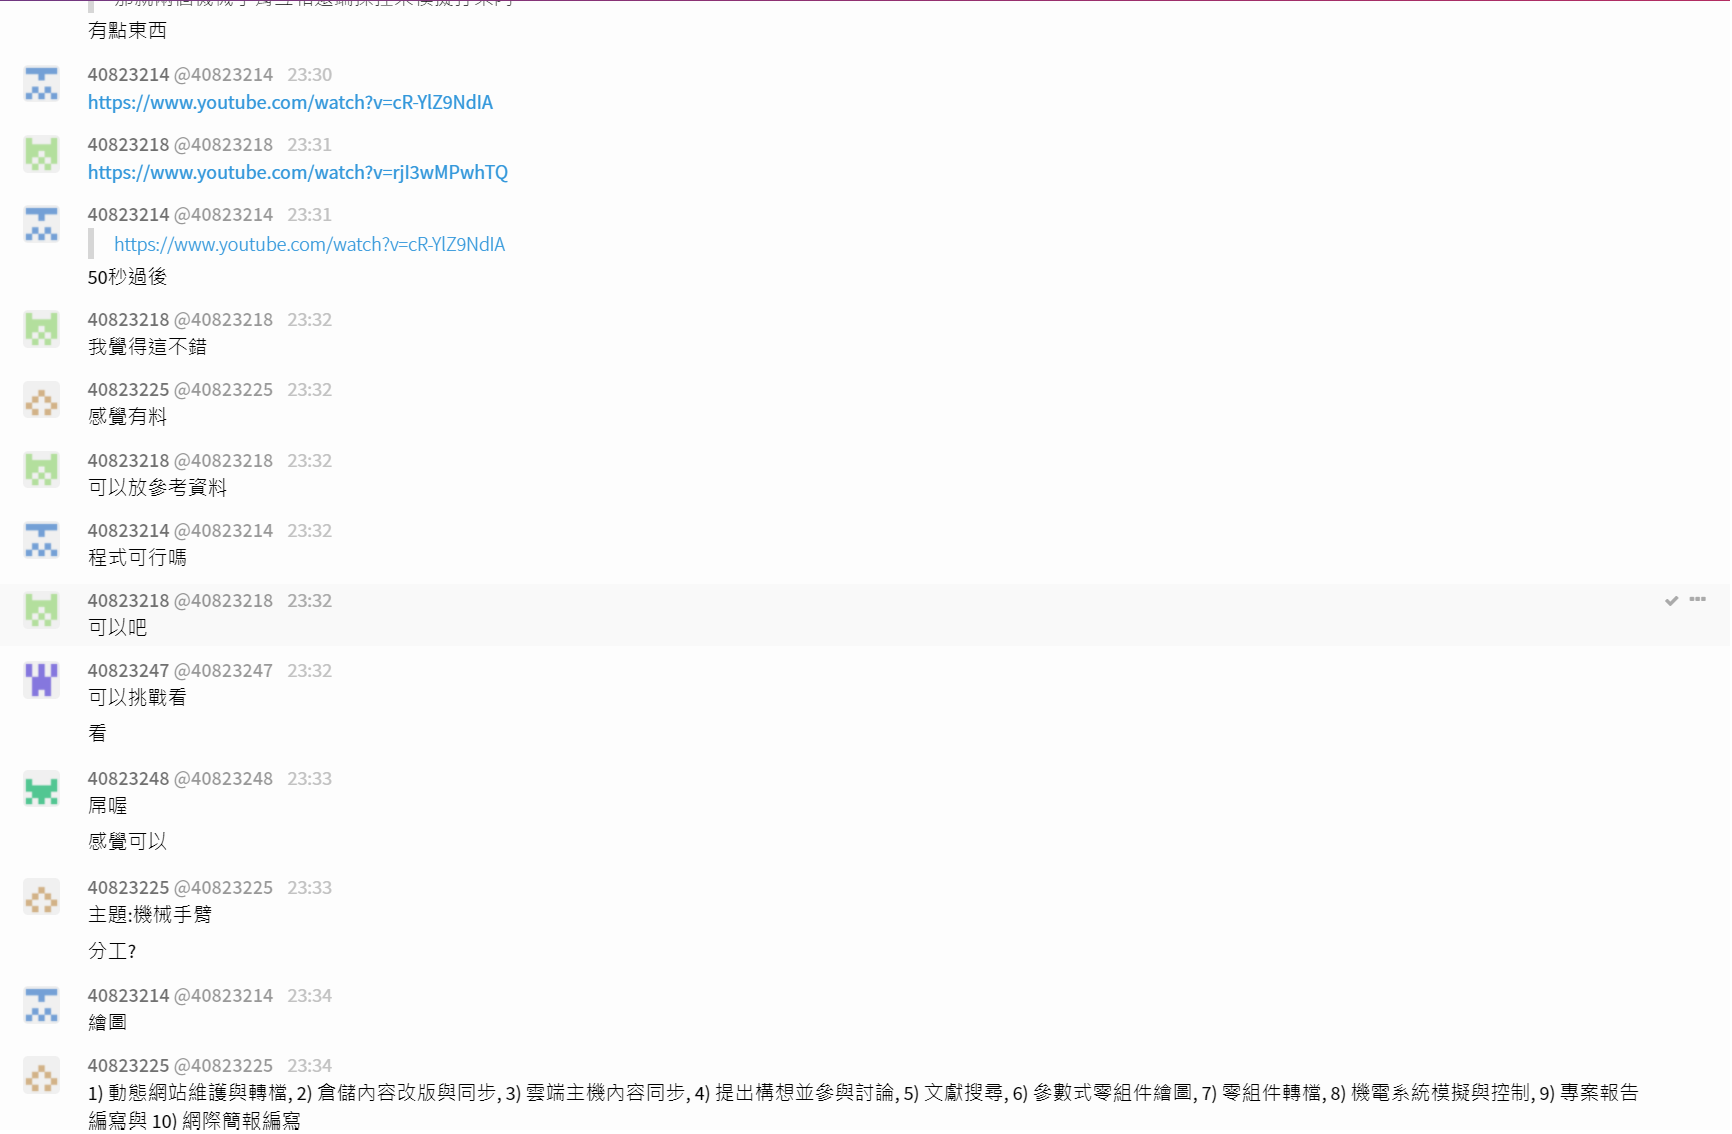 有點東西
40823214 @40823214 23:30
https://www.youtube.com/watch?v=cR-YlZ9NdIA
40823218 @40823218 23:31
https://www.youtube.com/watch?v=rjI3wMPwhTQ
40823214 @40823214 23:31
https://www.youtube.com/watch?v=cR-YlZ9NdIA
50秒過後
40823218 @40823218 23:32
我覺得這不錯
40823225 @40823225 23:32
感覺有料
40823218 @40823218 23:32
可以放參考資料
40823214 @40823214 23:32
程式可行嗎
40823218 @40823218 23:32
可以吧
40823247 @40823247 23:32
可以挑戰看
看
40823248 @40823248 23:33
屌喔
感覺可以
40823225 @40823225 23:33
主題:機械手臂
分工?
40823214 @40823214 23:34
繪圖
40823225 @40823225 23:34
1) 動態網站維護與轉檔, 2) 倉儲內容改版與同步, 3) 雲端主機內容同步, 4) 提出構想並參與討論, 5) 文獻搜尋, 6) 參數式零組件繪圖, 7) 零組件轉檔, 8) 機電系統模擬與控制, 9) 專案報告
編寫與 10) 網際簡報編寫